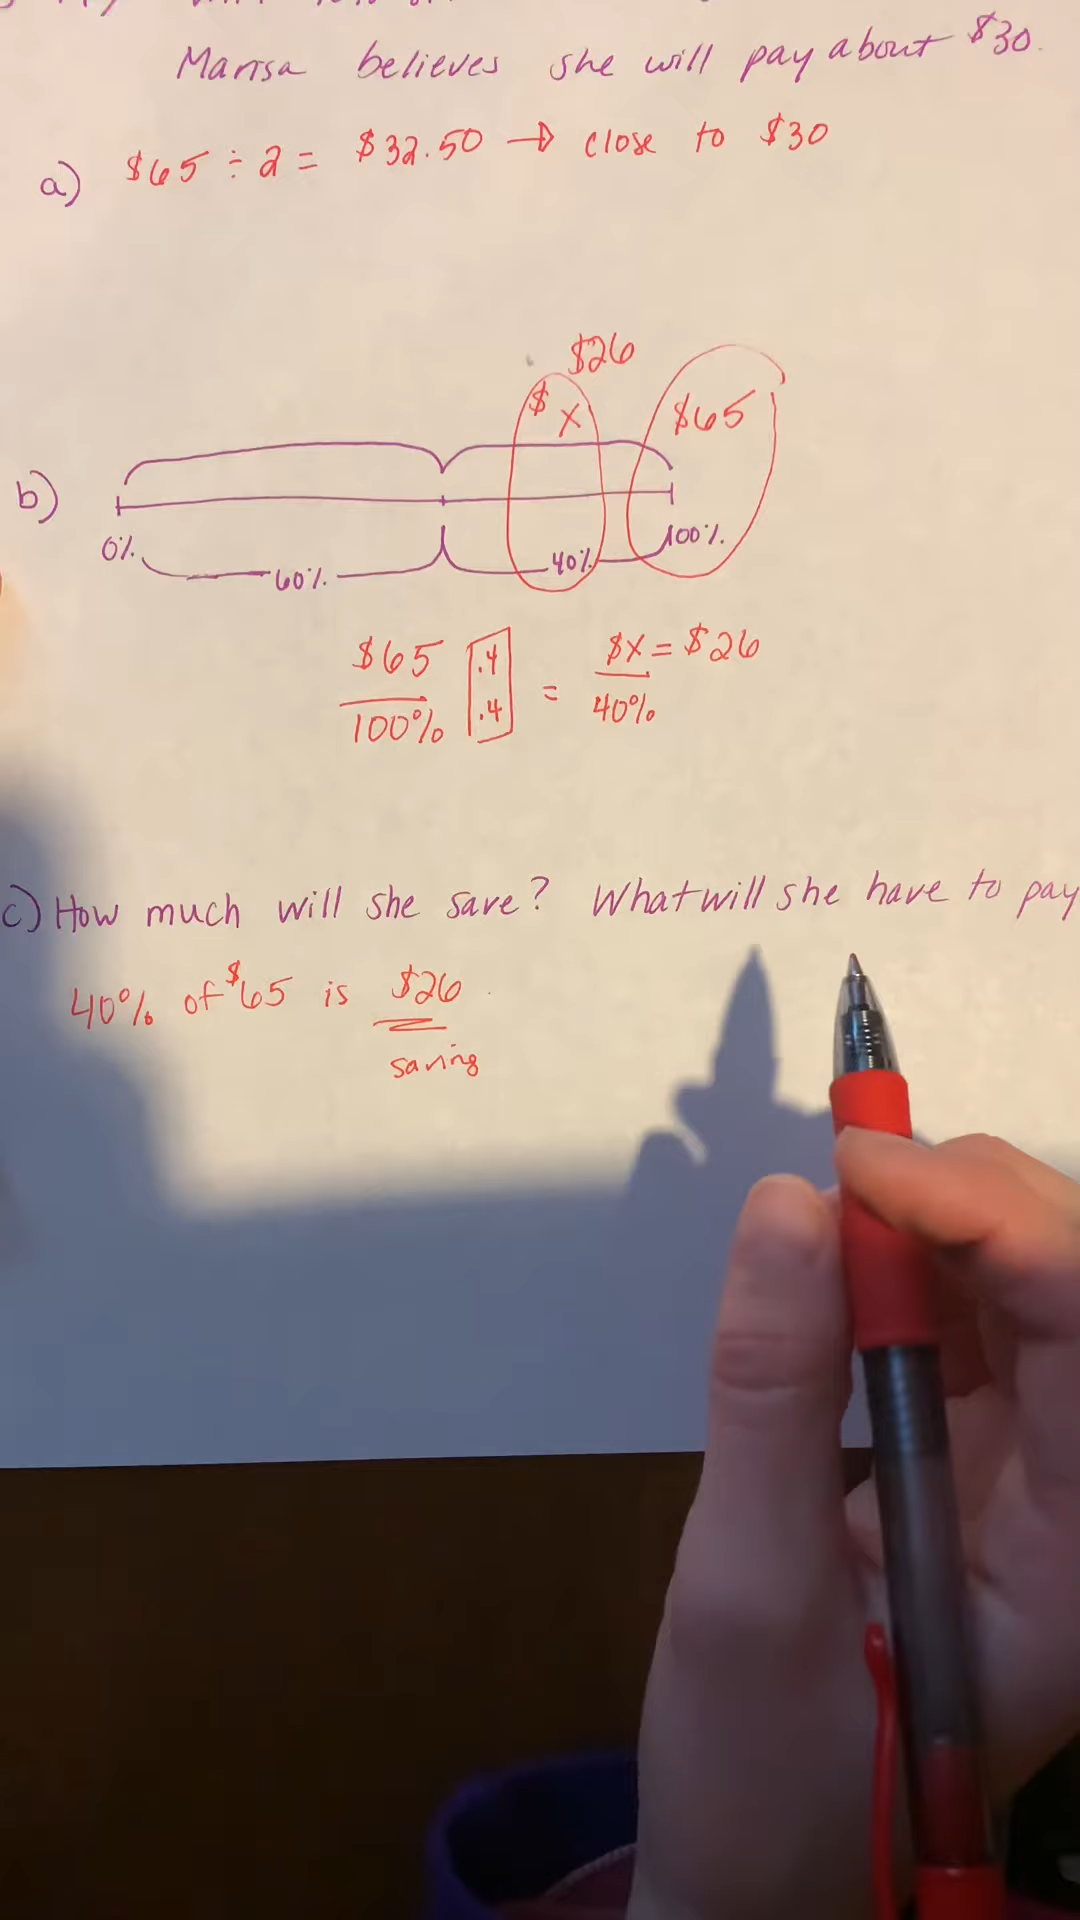 Marisa believes she will pay about $30.
a) $65 ÷ 2 = $32.50 → close to $30
$26
$x $65
b)
0% 60% 40% 100%
$65 .4 = $x = $26
100% .4 40%
c) How much will she save? What will she have to pay
40% of $65 is $26
saving